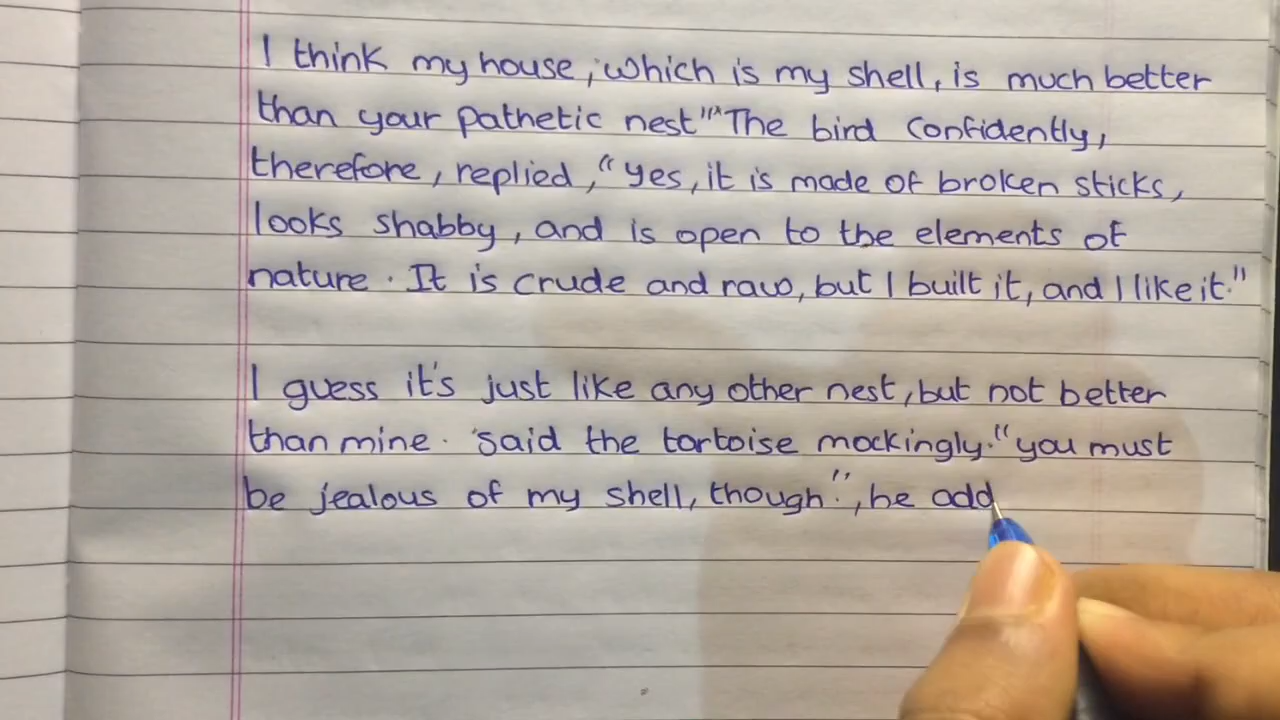 I think my house, which is my shell, is much better
than your pathetic nest" "The bird confidently,
therefore, replied, "yes, it is made of broken sticks,
looks shabby, and is open to the elements of
nature. It is crude and raw, but I built it, and I like it."
I guess it's just like any other nest, but not better
than mine. said the tortoise mockingly. "you must
be jealous of my shell, though.", he add